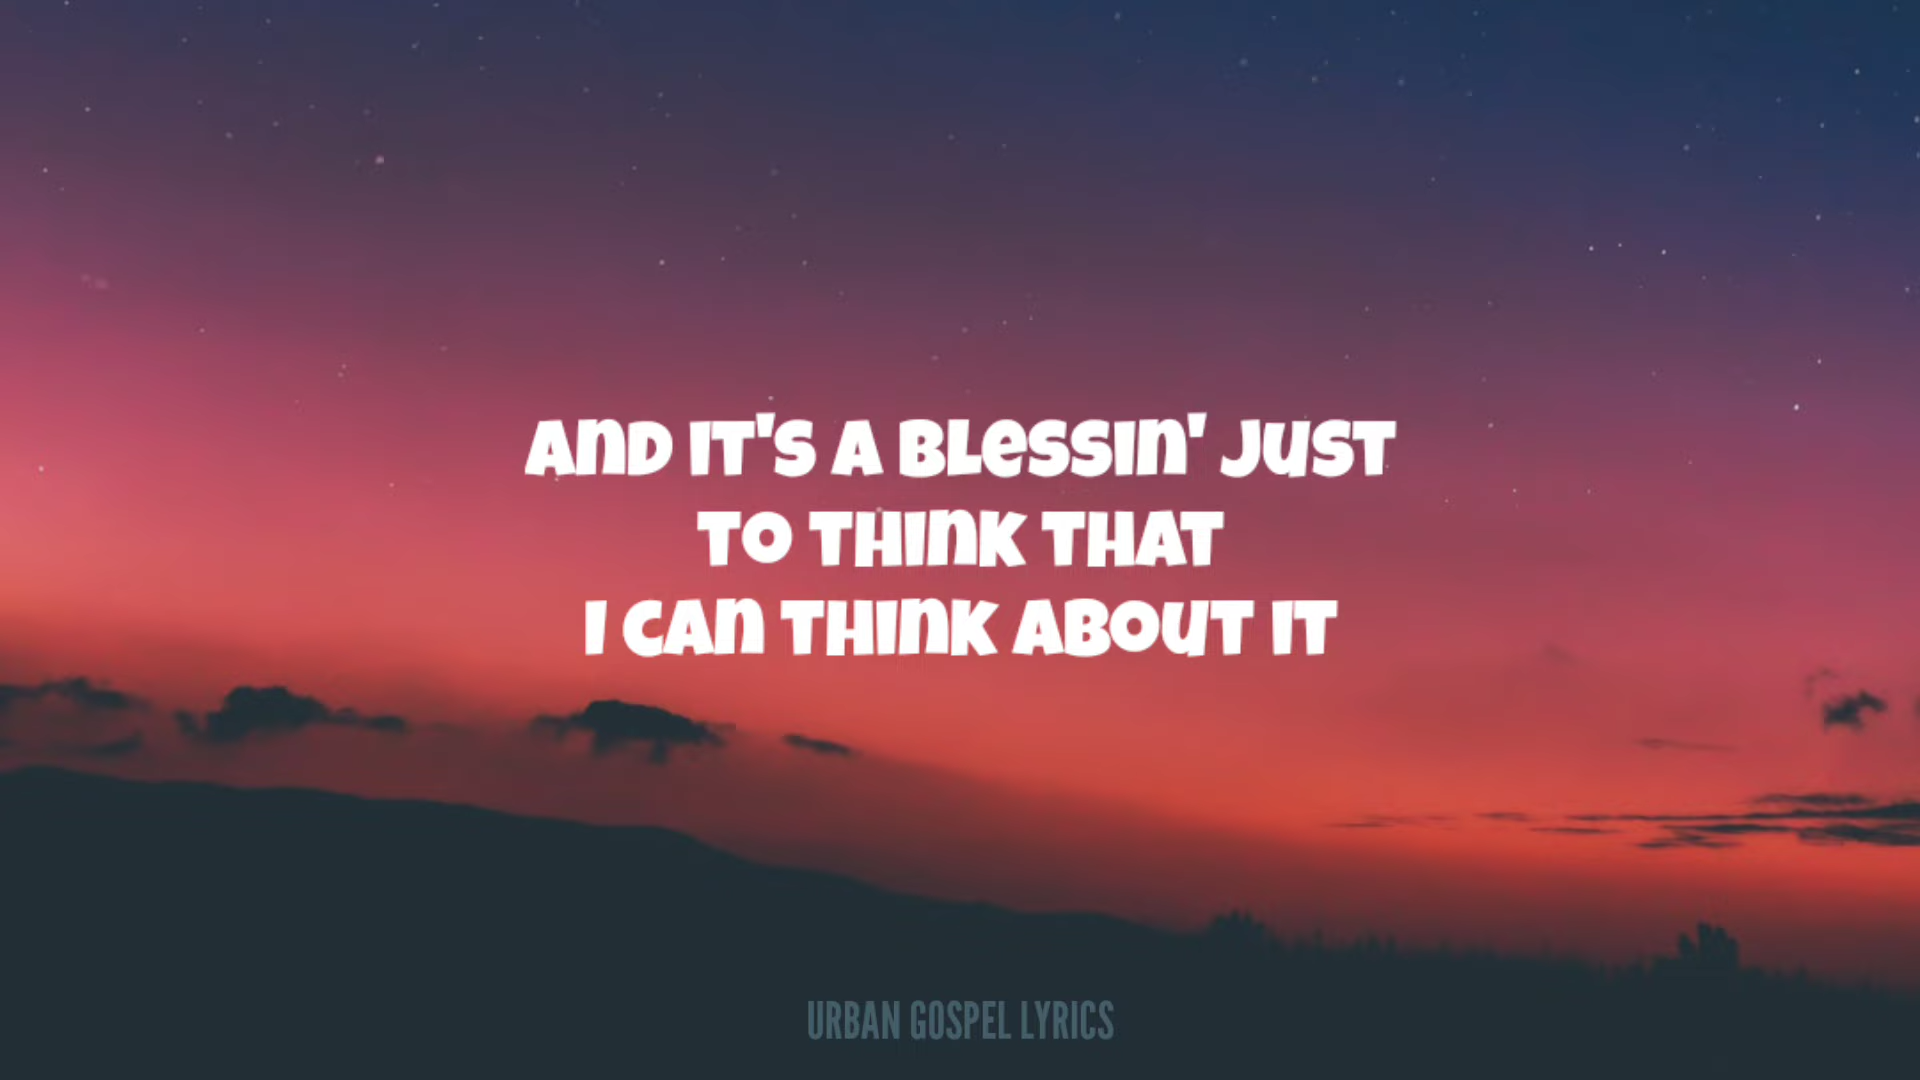 AND IT'S A BLESSIN' JUST
TO THINK THAT
I CAN THINK ABOUT IT
URBAN GOSPEL LYRICS